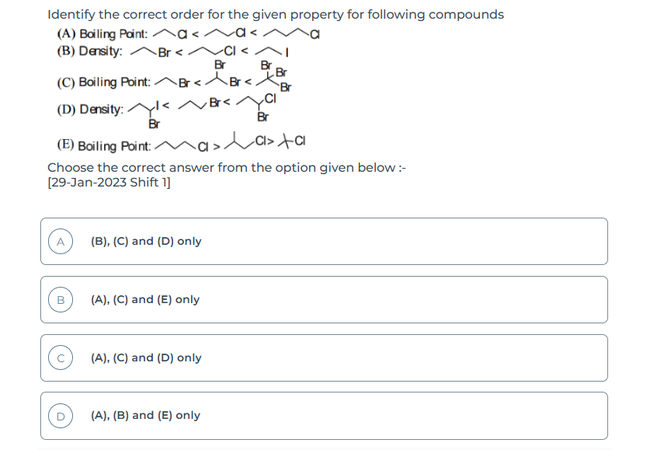 Identify the correct order for the given property for following compounds
(A) Boiling Point: Cl < Cl < Cl
(B) Density: Br < Cl < I
(C) Boiling Point: Br < Br Br < Br Br Br
(D) Density: Br I < Br < Cl Br
(E) Boiling Point: Cl > Cl > Cl
Choose the correct answer from the option given below :-
[29-Jan-2023 Shift 1]
A (B), (C) and (D) only
B (A), (C) and (E) only
C (A), (C) and (D) only
D (A), (B) and (E) only